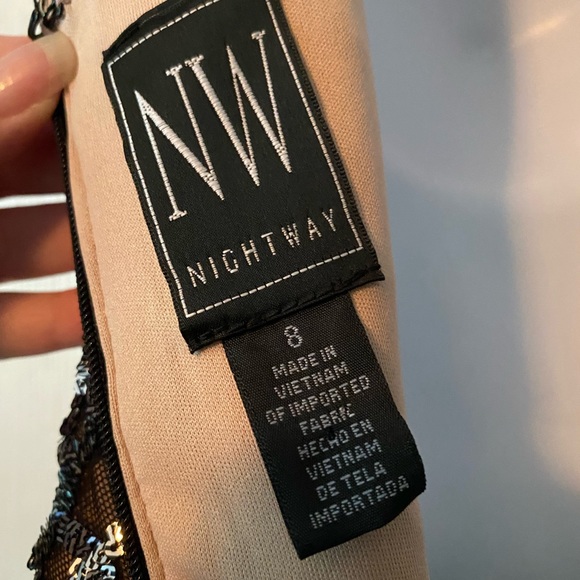 NW
NIGHTWAY
8
MADE IN
VIETNAM
OF IMPORTED
FABRIC
HECHO EN
VIETNAM
DE TELA
IMPORTADA